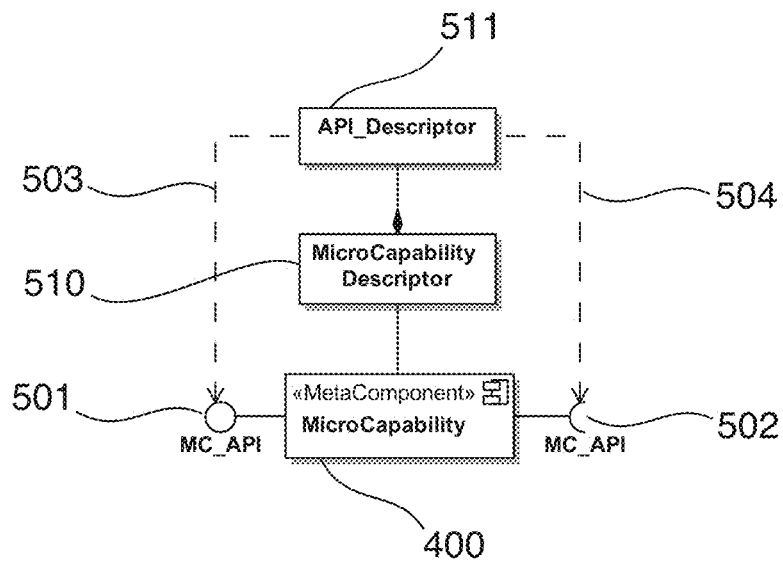 511
API_Descriptor
503
504
MicroCapability
Descriptor
510
«MetaComponent»
MicroCapability
501
502
MC_API
MC_API
400